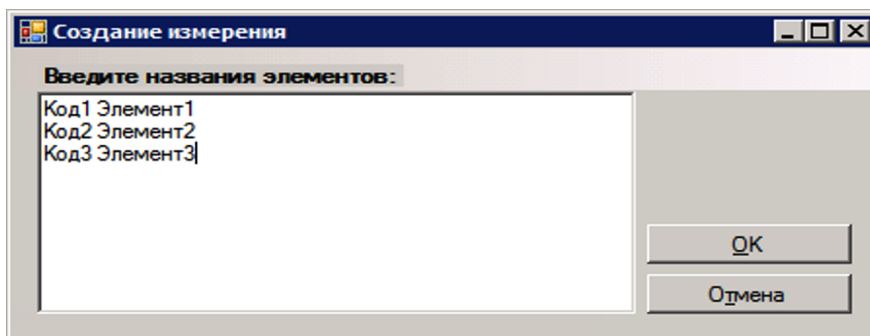 Создание измерения
Введите названия элементов:
Код1 Элемент1
Код2 Элемент2
Код3 Элемент3
OK
Отмена